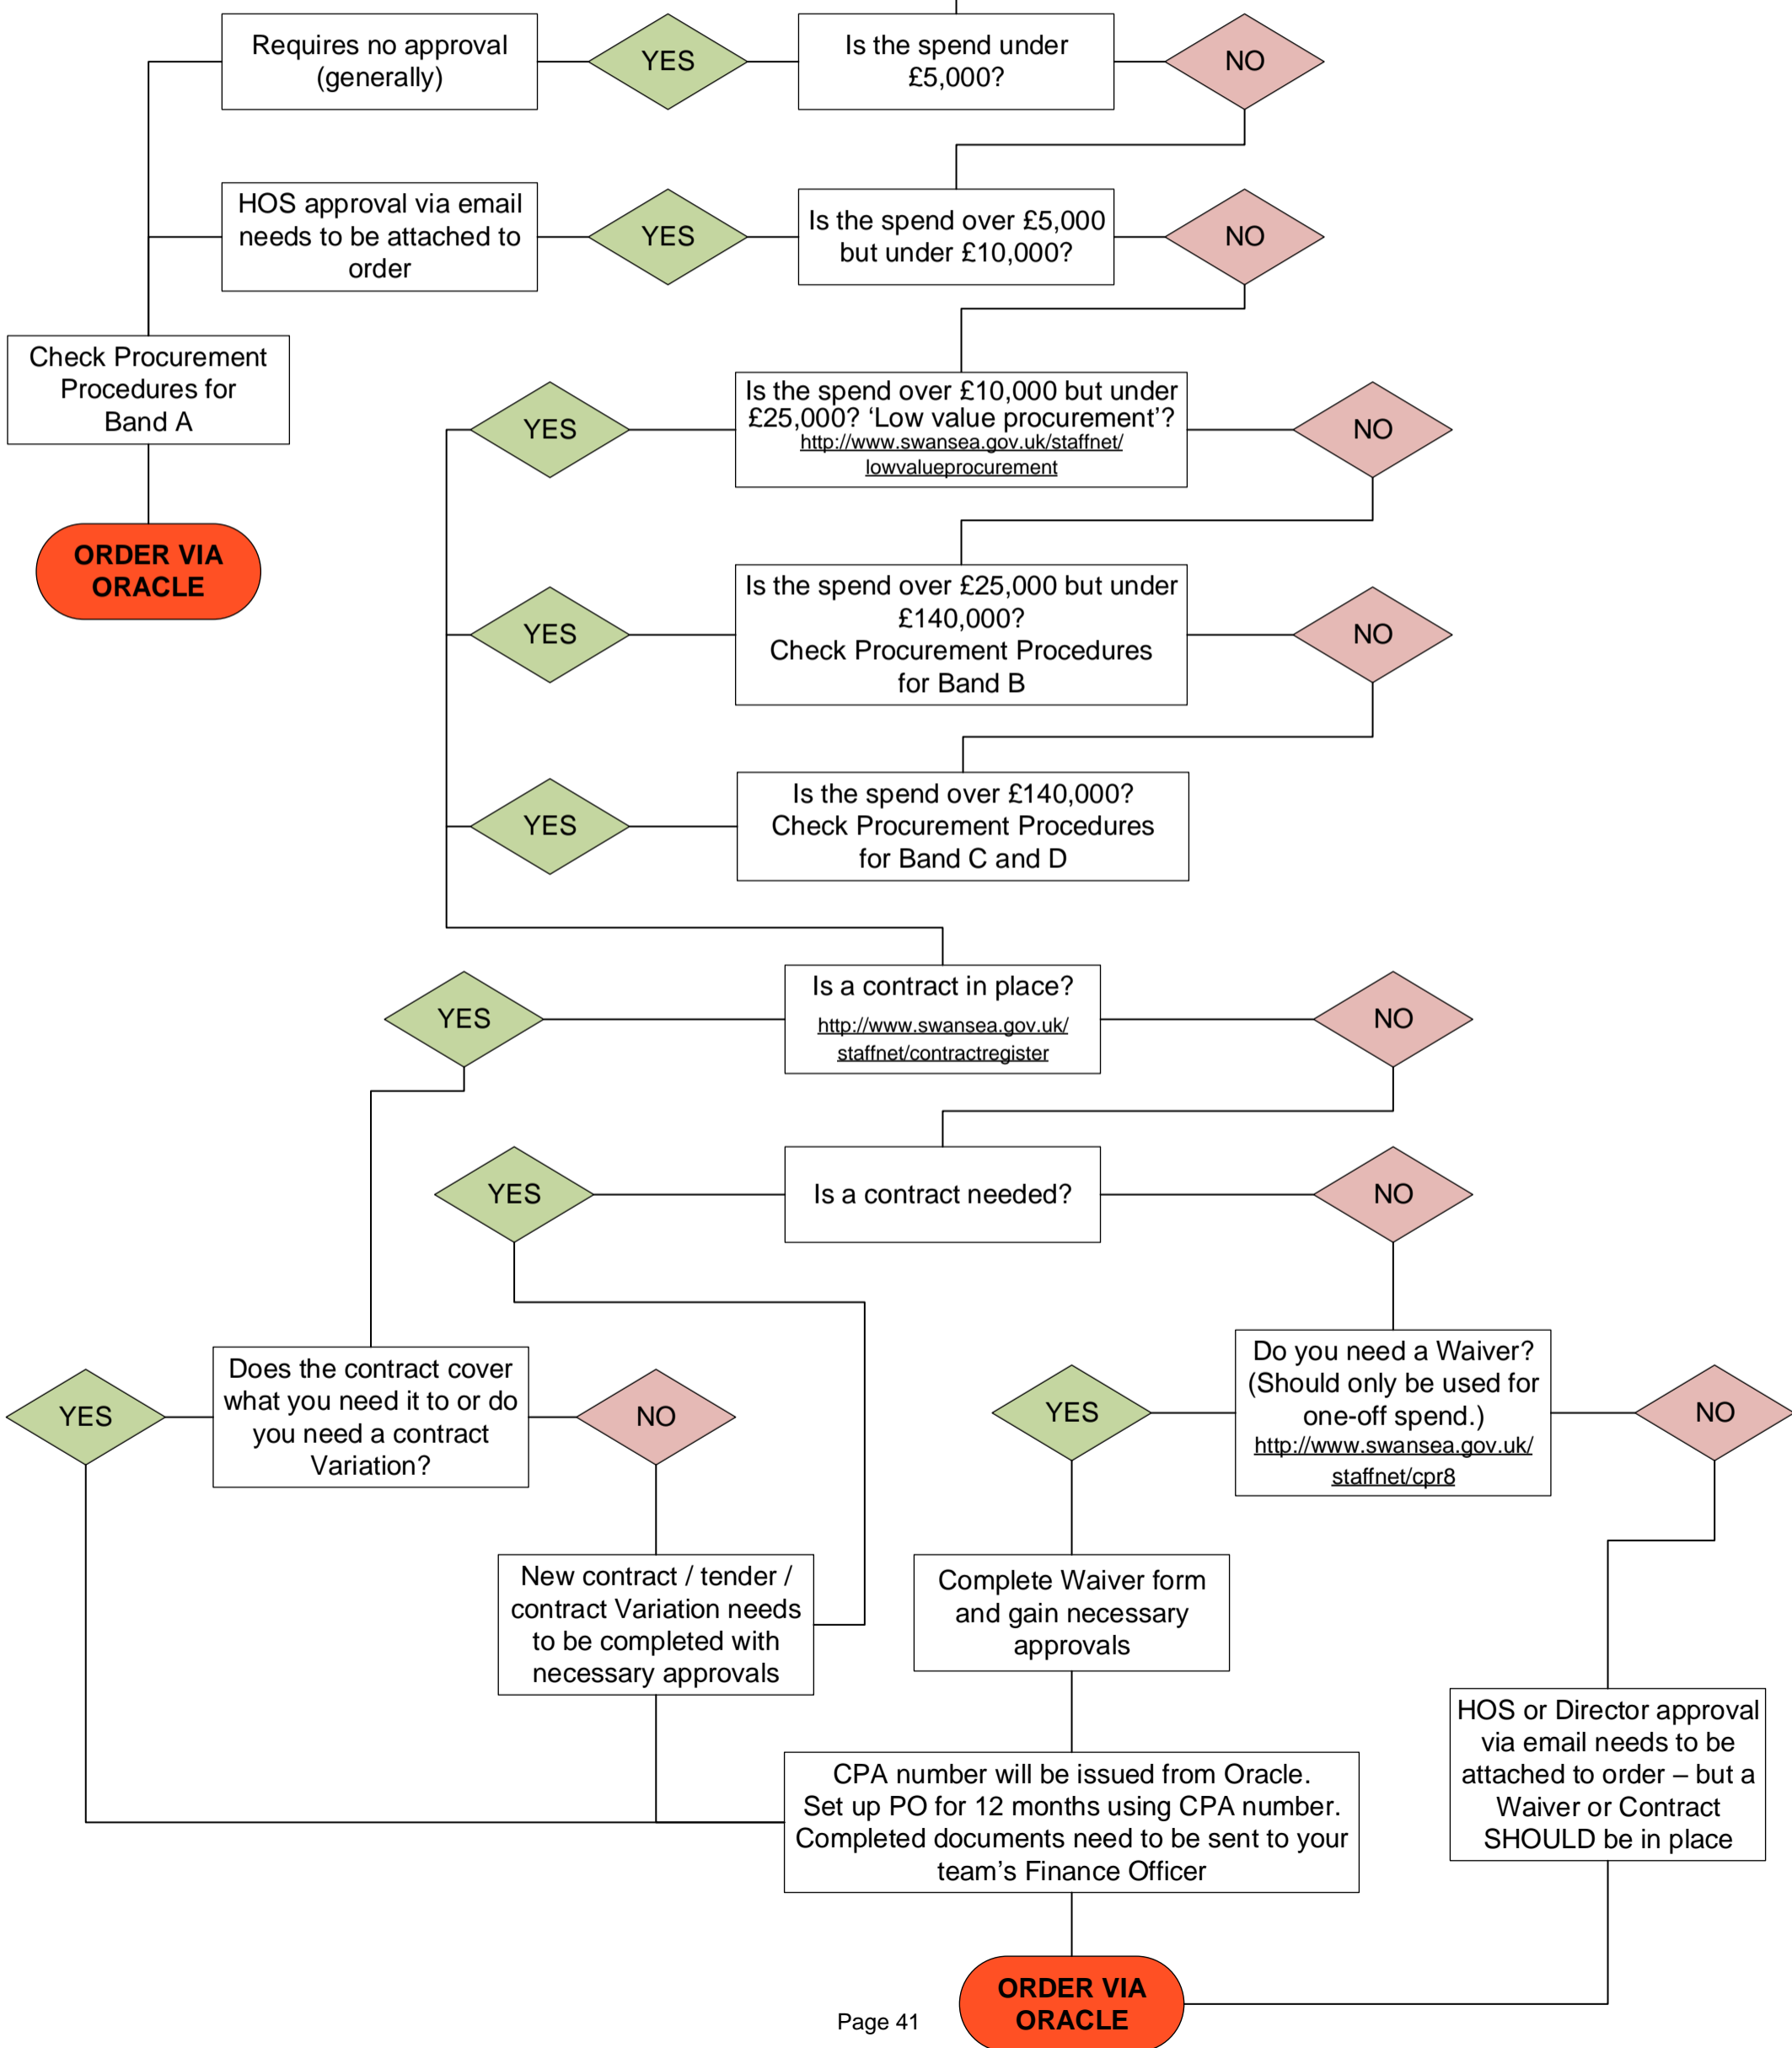 Requires no approval
(generally)
YES
Is the spend under
£5,000?
NO
HOS approval via email
needs to be attached to
order
YES
Is the spend over £5,000
but under £10,000?
NO
Check Procurement
Procedures for
Band A
YES
Is the spend over £10,000 but under
£25,000? ‘Low value procurement’?
http://www.swansea.gov.uk/staffnet/
lowvalueprocurement
NO
ORDER VIA
ORACLE
YES
Is the spend over £25,000 but under
£140,000?
Check Procurement Procedures
for Band B
NO
YES
Is the spend over £140,000?
Check Procurement Procedures
for Band C and D
YES
Is a contract in place?
http://www.swansea.gov.uk/
staffnet/contractregister
NO
YES
Is a contract needed?
NO
YES
Does the contract cover
what you need it to or do
you need a contract
Variation?
NO
YES
Do you need a Waiver?
(Should only be used for
one-off spend.)
http://www.swansea.gov.uk/
staffnet/cpr8
NO
New contract / tender /
contract Variation needs
to be completed with
necessary approvals
Complete Waiver form
and gain necessary
approvals
HOS or Director approval
via email needs to be
attached to order – but a
Waiver or Contract
SHOULD be in place
CPA number will be issued from Oracle.
Set up PO for 12 months using CPA number.
Completed documents need to be sent to your
team’s Finance Officer
ORDER VIA
ORACLE
Page 41